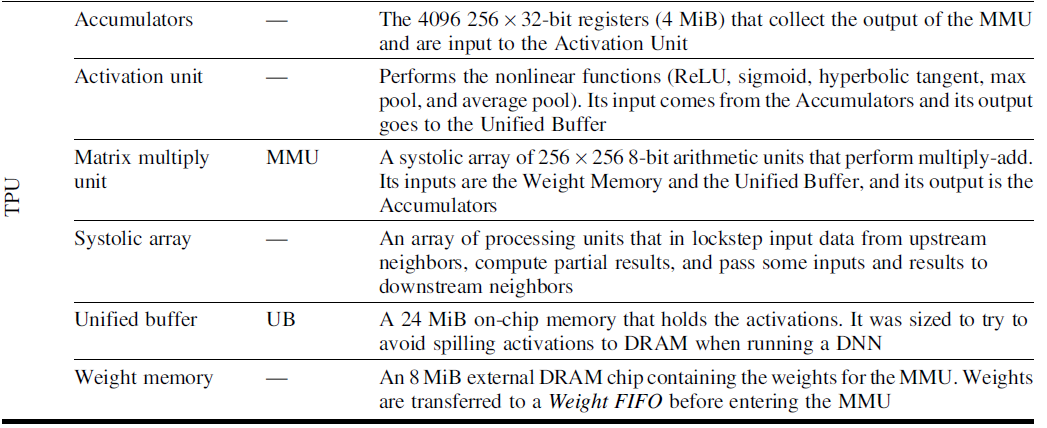 TPU
Accumulators — The 4096 256 × 32-bit registers (4 MiB) that collect the output of the MMU
and are input to the Activation Unit
Activation unit — Performs the nonlinear functions (ReLU, sigmoid, hyperbolic tangent, max
pool, and average pool). Its input comes from the Accumulators and its output
goes to the Unified Buffer
Matrix multiply MMU A systolic array of 256 × 256 8-bit arithmetic units that perform multiply-add.
unit Its inputs are the Weight Memory and the Unified Buffer, and its output is the
Accumulators
Systolic array — An array of processing units that in lockstep input data from upstream
neighbors, compute partial results, and pass some inputs and results to
downstream neighbors
Unified buffer UB A 24 MiB on-chip memory that holds the activations. It was sized to try to
avoid spilling activations to DRAM when running a DNN
Weight memory — An 8 MiB external DRAM chip containing the weights for the MMU. Weights
are transferred to a Weight FIFO before entering the MMU